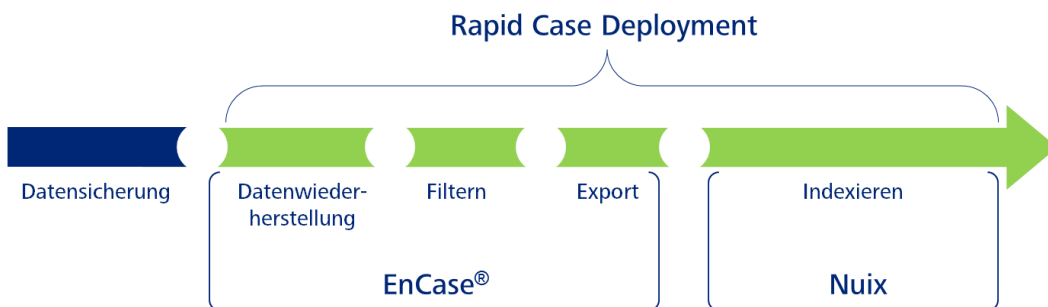 Rapid Case Deployment
Datensicherung
Datenwieder-
herstellung
Filtern
Export
Indexieren
EnCase®
Nuix